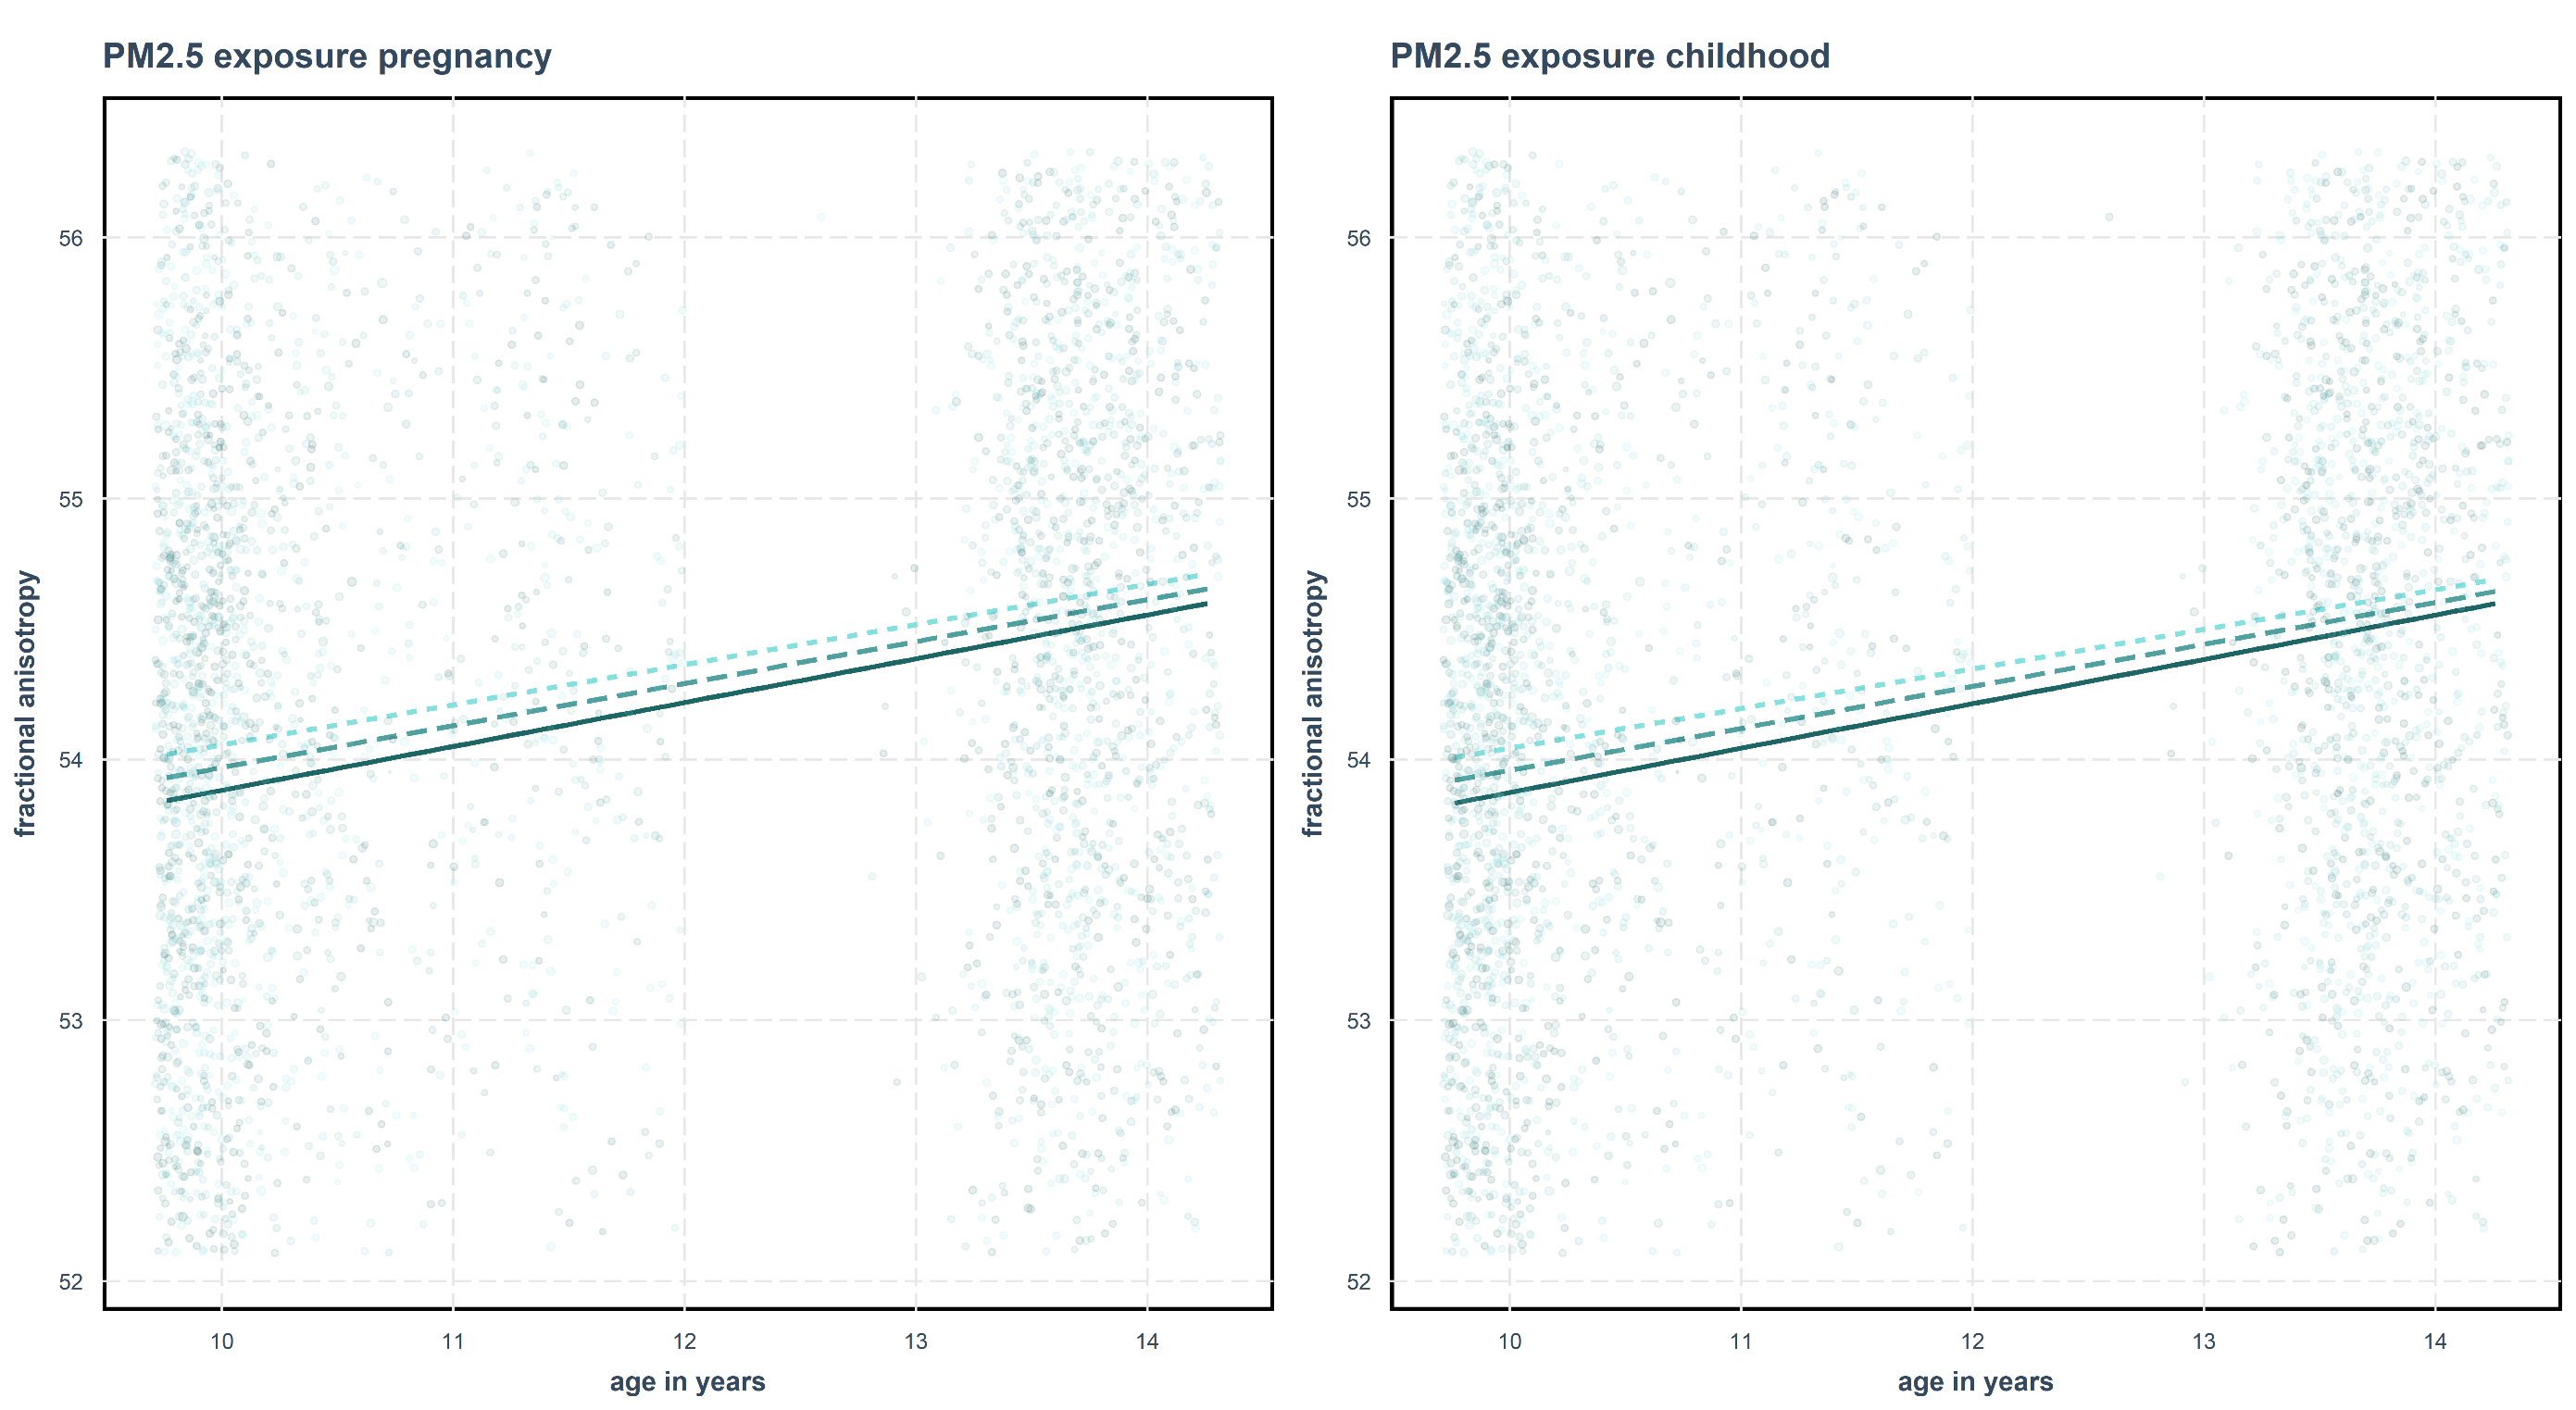 PM2.5 exposure pregnancy
fractional anisotropy
56
55
54
53
52
10 11 12 13 14
age in years
PM2.5 exposure childhood
fractional anisotropy
56
55
54
53
52
10 11 12 13 14
age in years